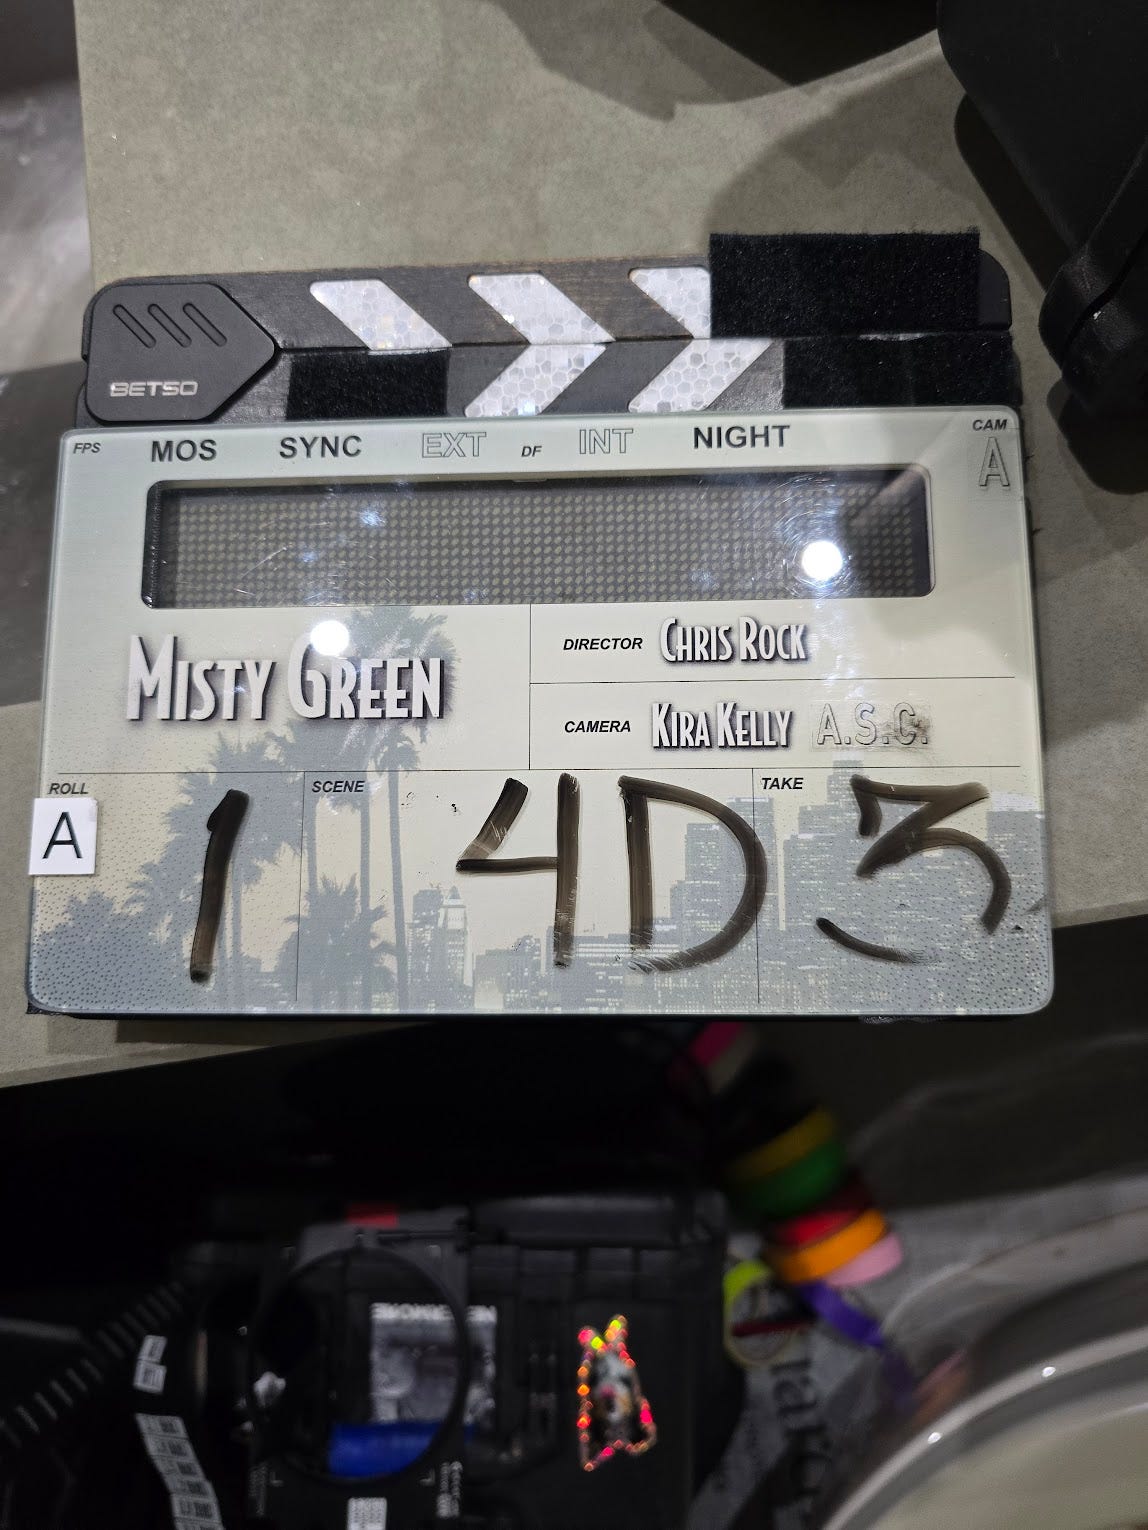 BETSO
FPS MOS SYNC EXT DF INT NIGHT CAM
A
MISTY GREEN
DIRECTOR CHRIS ROCK
CAMERA KIRA KELLY A.S.C.
ROLL SCENE TAKE
A 1 4D 3